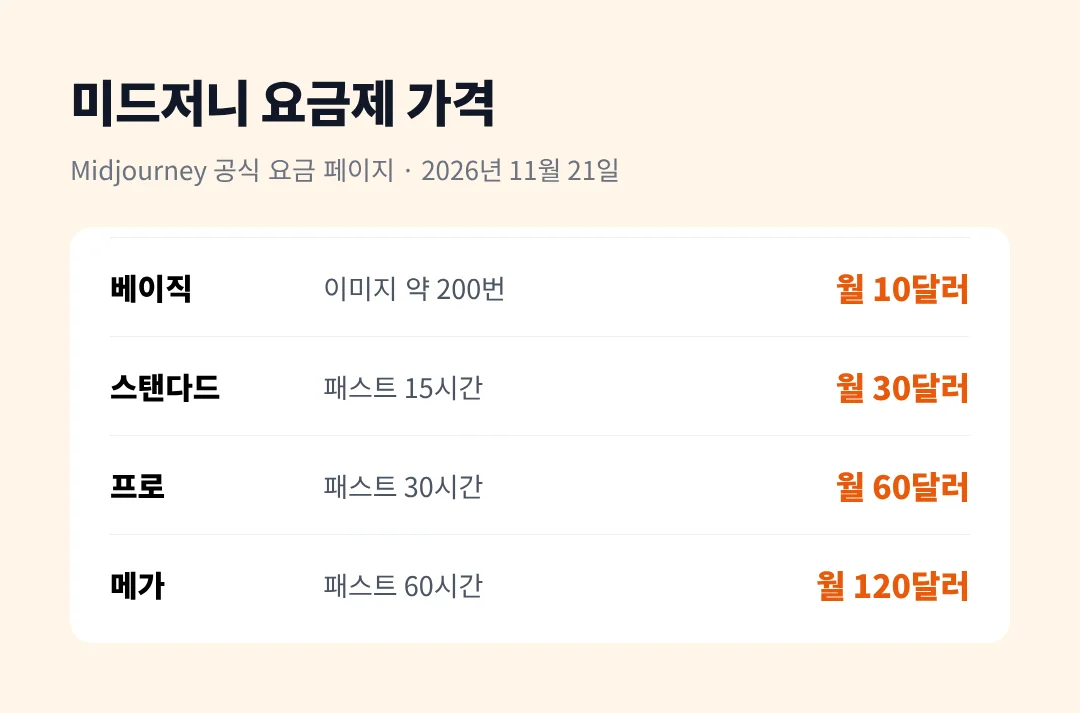 미드저니 요금제 가격
Midjourney 공식 요금 페이지 · 2026년 11월 21일
베이직 이미지 약 200번 월 10달러
스탠다드 패스트 15시간 월 30달러
프로 패스트 30시간 월 60달러
메가 패스트 60시간 월 120달러